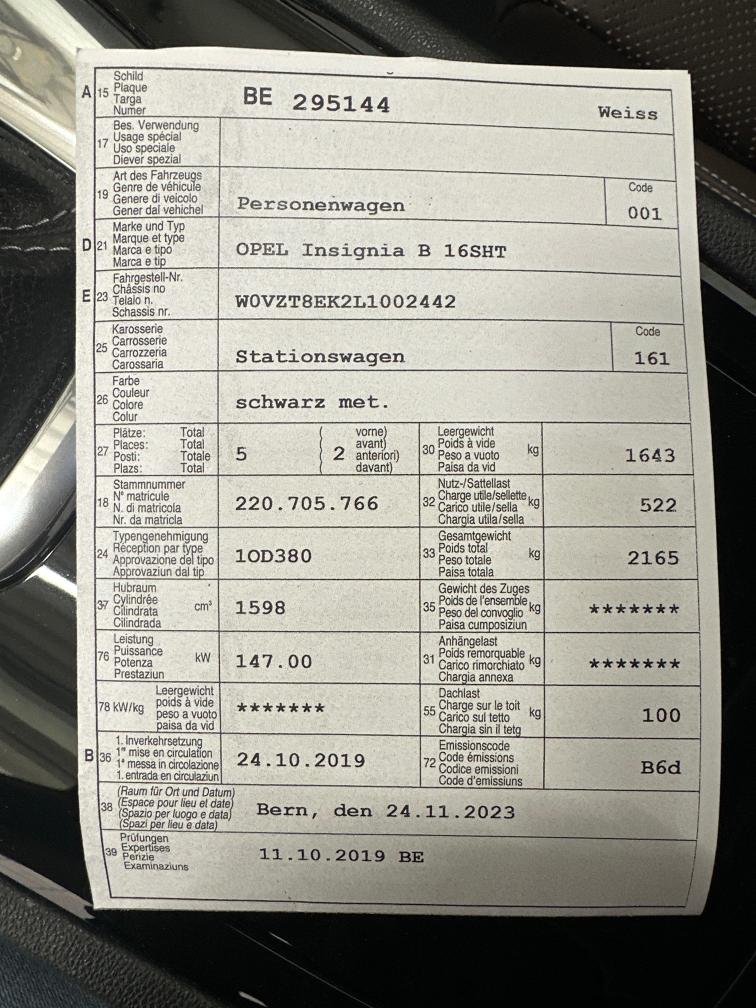 A 15 Schild
Plaque
Targa
Numer
BE 295144 Weiss
17 Bes. Verwendung
Usage spécial
Uso speciale
Diever spezial
19 Art des Fahrzeugs
Genre de véhicule
Genere di veicolo
Gener dal vehichel
Personenwagen
Code
001
D 21 Marke und Typ
Marque et type
Marca e tipo
Marca e tip
OPEL Insignia B 16SHT
E 23 Fahrgestell-Nr.
Châssis no
Telaio n.
Schassis nr.
W0VZT8EK2L1002442
25 Karosserie
Carrosserie
Carrozzeria
Carossaria
Stationswagen
Code
161
26 Farbe
Couleur
Colore
Colur
schwarz met.
27 Plätze: Total
Places: Total
Posti: Totale
Plazs: Total
5
( vorne)
( avant)
( 2 anteriori)
( davant)
30 Leergewicht
Poids à vide
Peso a vuoto
Paisa da vid
kg
1643
18 Stammnummer
N° matricule
N. di matricola
Nr. da matricla
220.705.766
32 Nutz-/Sattellast
Charge utile/sellette
Carico utile/sella
Chargia utila/sella
kg
522
24 Typengenehmigung
Réception par type
Approvazione del tipo
Approvaziun dal tip
1OD380
33 Gesamtgewicht
Poids total
Peso totale
Paisa totala
kg
2165
37 Hubraum
Cylindrée
Cilindrata
Cilindrada
cm³
1598
35 Gewicht des Zuges
Poids de l'ensemble
Peso del convoglio
Paisa cumposiziun
kg
*******
76 Leistung
Puissance
Potenza
Prestaziun
kW
147.00
31 Anhängelast
Poids remorquable
Carico rimorchiato
Chargia annexa
kg
*******
78 kW/kg
Leergewicht
poids à vide
peso a vuoto
paisa da vid
*******
55 Dachlast
Charge sur le toit
Carico sul tetto
Chargia sin il tetg
kg
100
B 36 1. Inverkehrsetzung
1re mise en circulation
1a messa in circolazione
1. entrada en circulaziun
24.10.2019
72 Emissionscode
Code émissions
Codice emissioni
Code d'emissiuns
B6d
38 (Raum für Ort und Datum)
(Espace pour lieu et date)
(Spazio per luogo e data)
(Spazi per lieu e data)
Bern, den 24.11.2023
39 Prüfungen
Expertises
Perizie
Examinaziuns
11.10.2019 BE